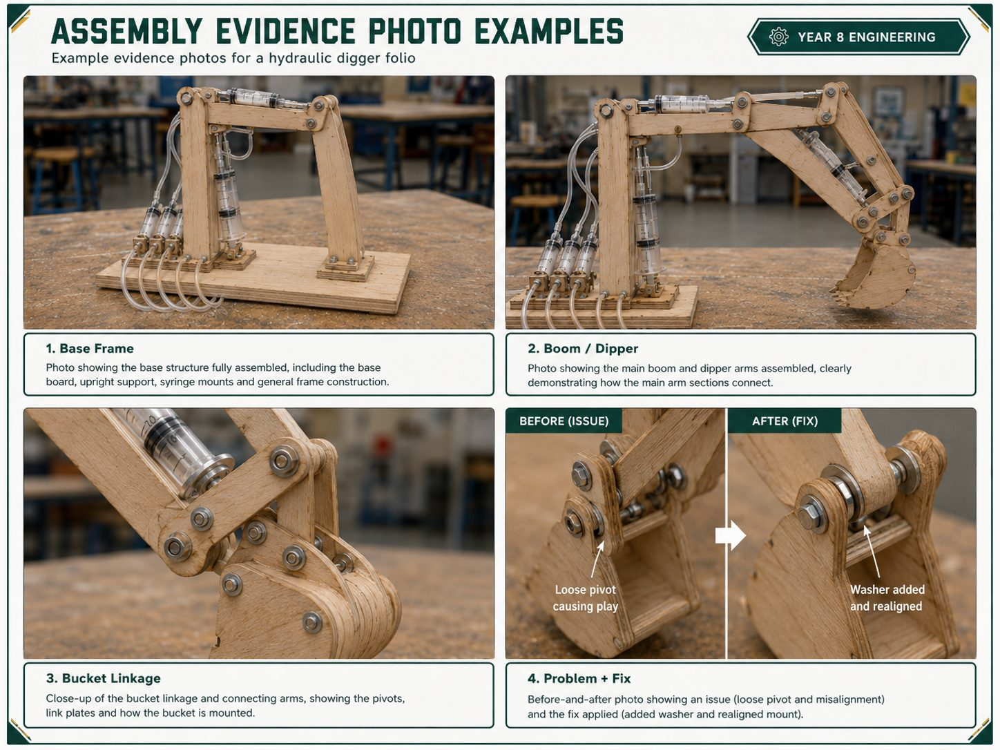 ASSEMBLY EVIDENCE PHOTO EXAMPLES
Example evidence photos for a hydraulic digger folio
YEAR 8 ENGINEERING
1. Base Frame
Photo showing the base structure fully assembled, including the base
board, upright support, syringe mounts and general frame construction.
2. Boom / Dipper
Photo showing the main boom and dipper arms assembled, clearly
demonstrating how the main arm sections connect.
BEFORE (ISSUE)
AFTER (FIX)
Loose pivot
causing play
Washer added
and realigned
3. Bucket Linkage
Close-up of the bucket linkage and connecting arms, showing the pivots,
link plates and how the bucket is mounted.
4. Problem + Fix
Before-and-after photo showing an issue (loose pivot and misalignment)
and the fix applied (added washer and realigned mount).